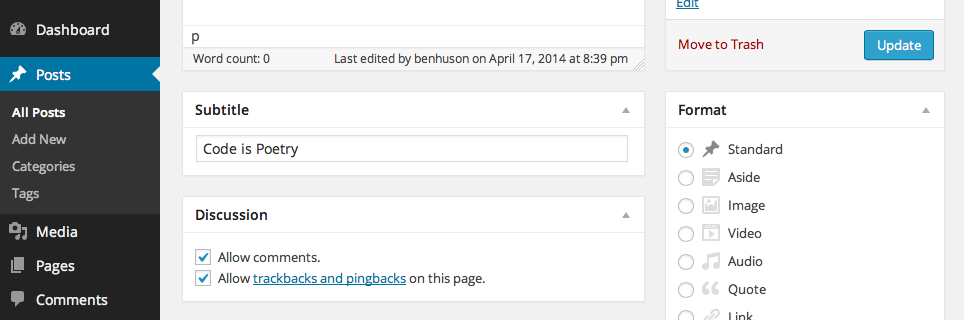 Dashboard
Posts
All Posts
Add New
Categories
Tags
Media
Pages
Comments
p
Word count: 0
Last edited by benhuson on April 17, 2014 at 8:39 pm
Subtitle
Code is Poetry
Discussion
Allow comments.
Allow trackbacks and pingbacks on this page.
Edit
Move to Trash
Update
Format
Standard
Aside
Image
Video
Audio
Quote
Link